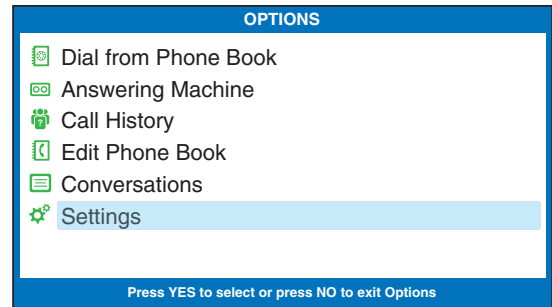 OPTIONS
Dial from Phone Book
Answering Machine
Call History
Edit Phone Book
Conversations
Settings
Press YES to select or press NO to exit Options